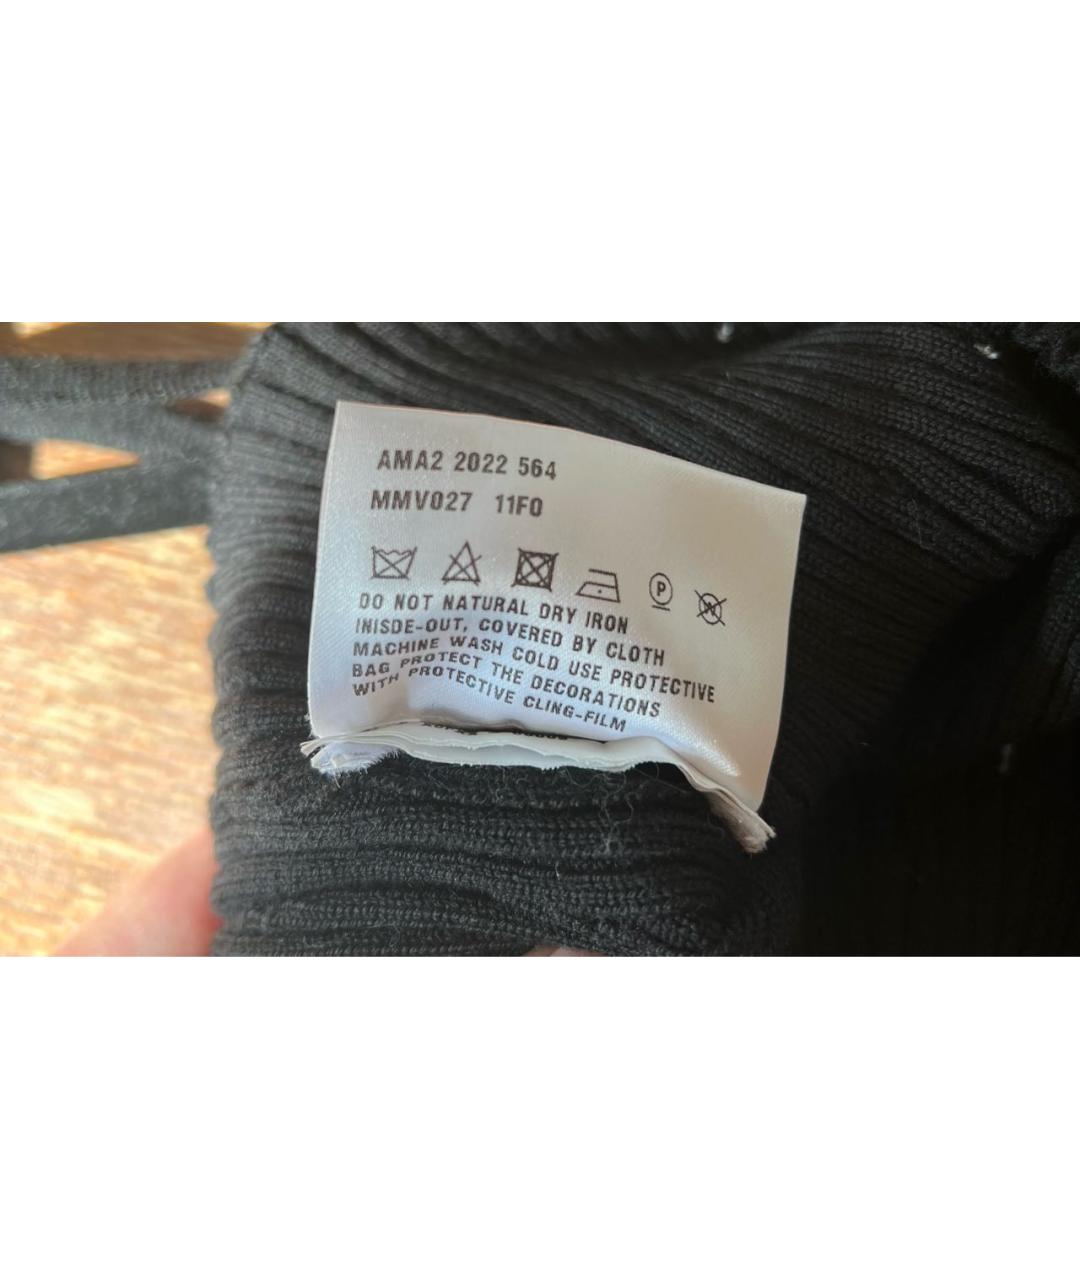 AMA2 2022 564
MMV027 11F0
P
W
DO NOT NATURAL DRY IRON
INISDE-OUT, COVERED BY CLOTH
MACHINE WASH COLD USE PROTECTIVE
BAG PROTECT THE DECORATIONS
WITH PROTECTIVE CLING-FILM